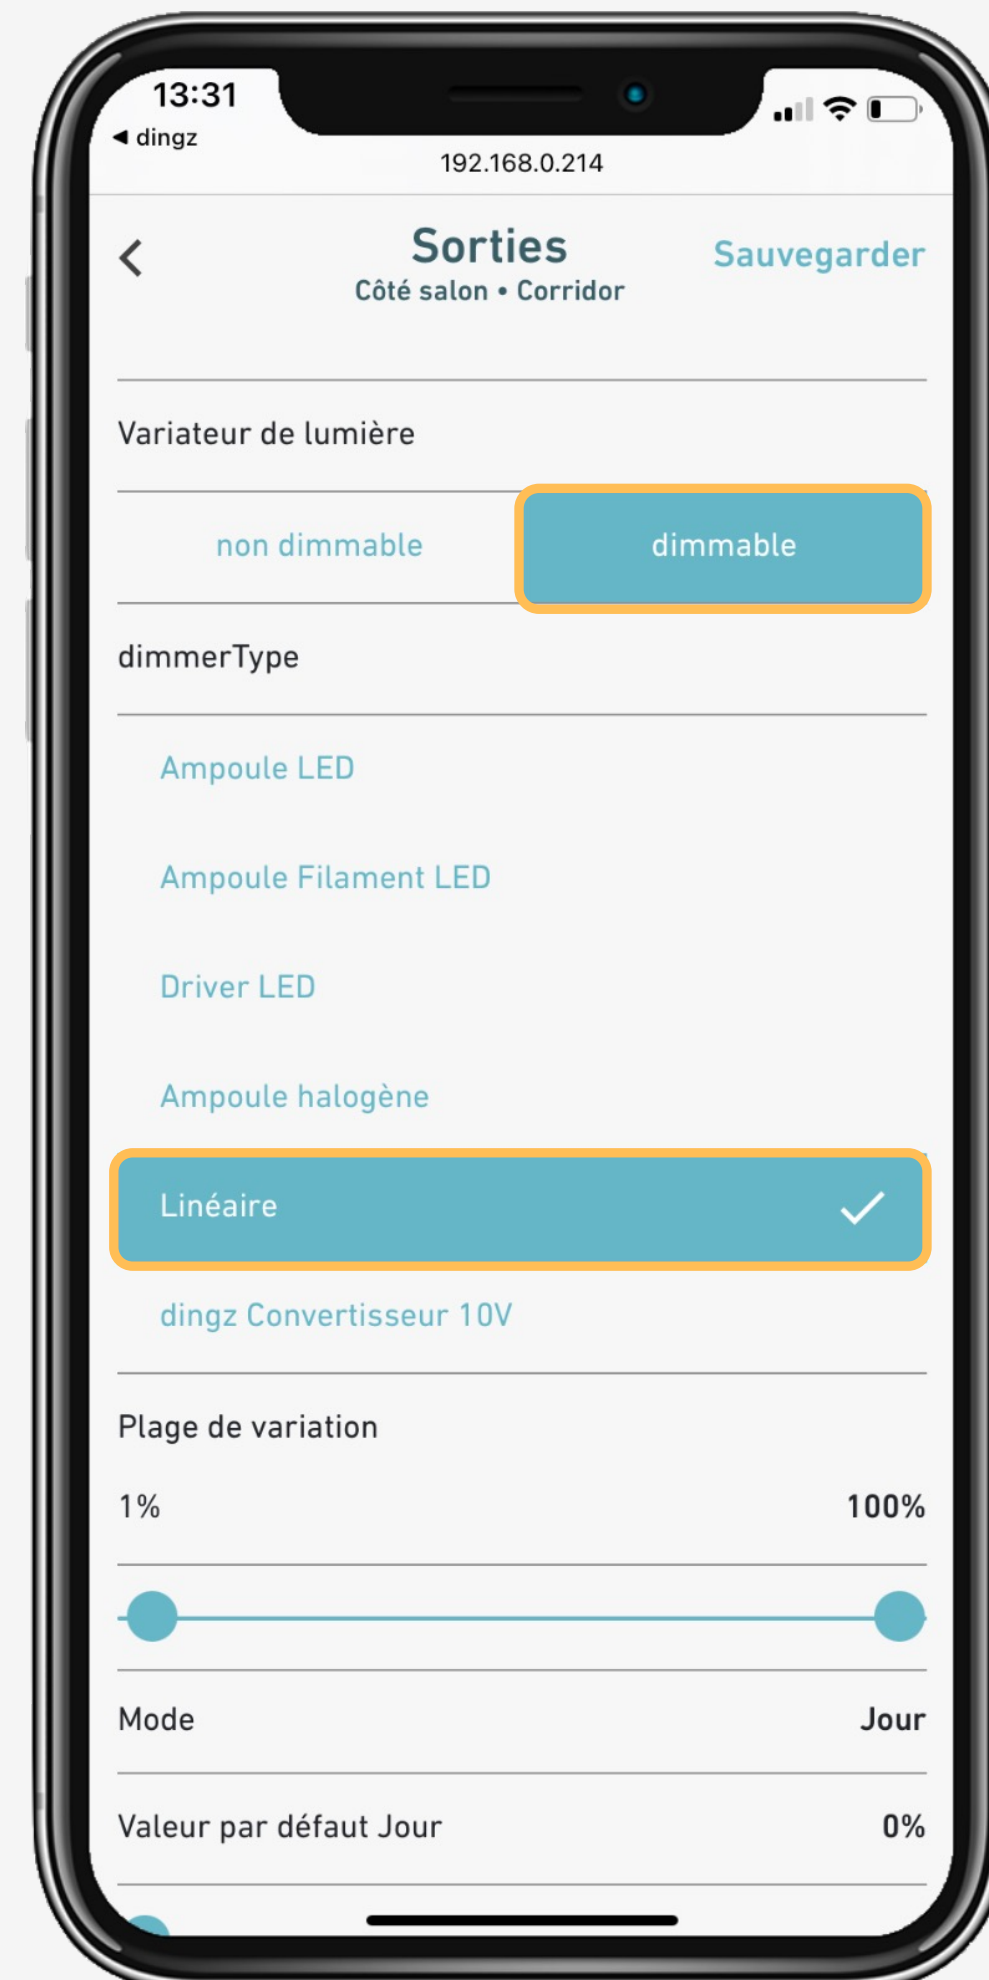 13:31
◀ dingz
192.168.0.214
Sorties
Sauvegarder
Côté salon • Corridor
Variateur de lumière
non dimmable
dimmable
dimmerType
Ampoule LED
Ampoule Filament LED
Driver LED
Ampoule halogène
Linéaire
dingz Convertisseur 10V
Plage de variation
1% 100%
Mode Jour
Valeur par défaut Jour 0%